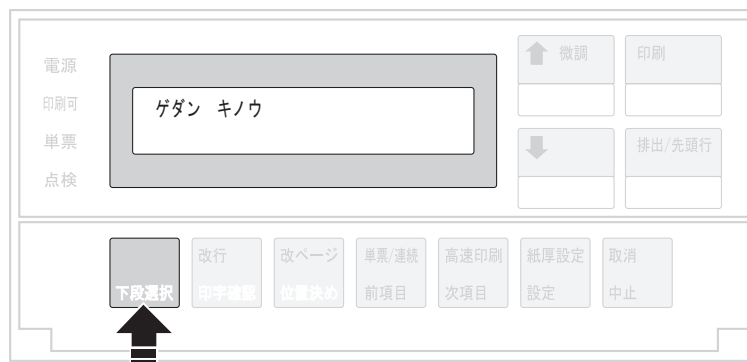 電源
印刷可
単票
点検
ゲダン キノウ
微調
印刷
排出/先頭行
下段選択
改行
印字確認
改ページ
位置決め
単票/連続
前項目
高速印刷
次項目
紙厚設定
設定
取消
中止